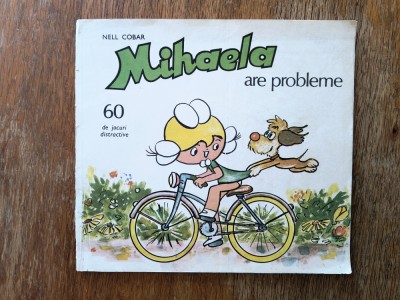 NELL COBAR
Mihaela
are probleme
60
de jocuri
distractive